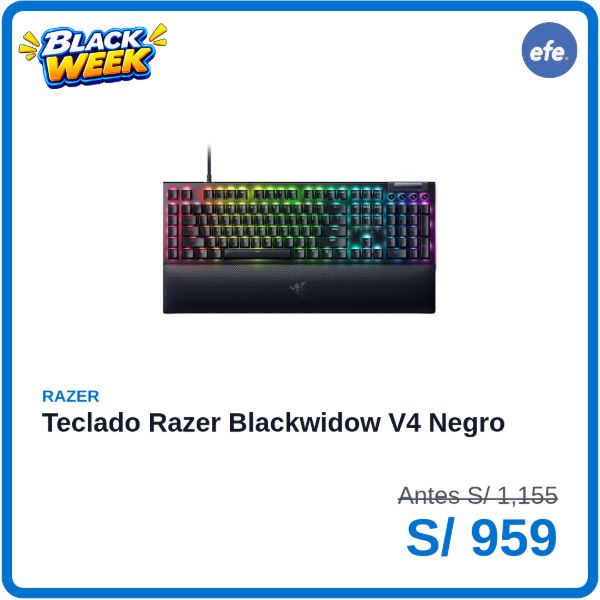 BLACK
WEEK
efe.
RAZER
Teclado Razer Blackwidow V4 Negro
Antes S/ 1,155
S/ 959